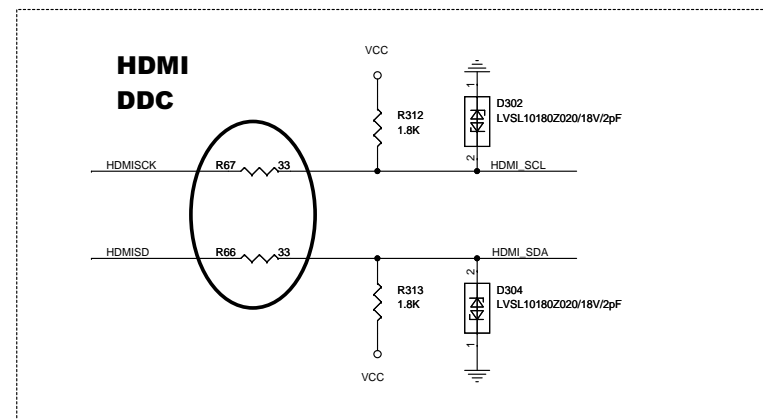 HDMI
DDC
VCC
R312
1.8K
1
D302
LVSL10180Z020/18V/2pF
2
HDMISCK
R67
33
HDMI_SCL
HDMISD
R66
33
HDMI_SDA
R313
1.8K
2
D304
LVSL10180Z020/18V/2pF
1
VCC